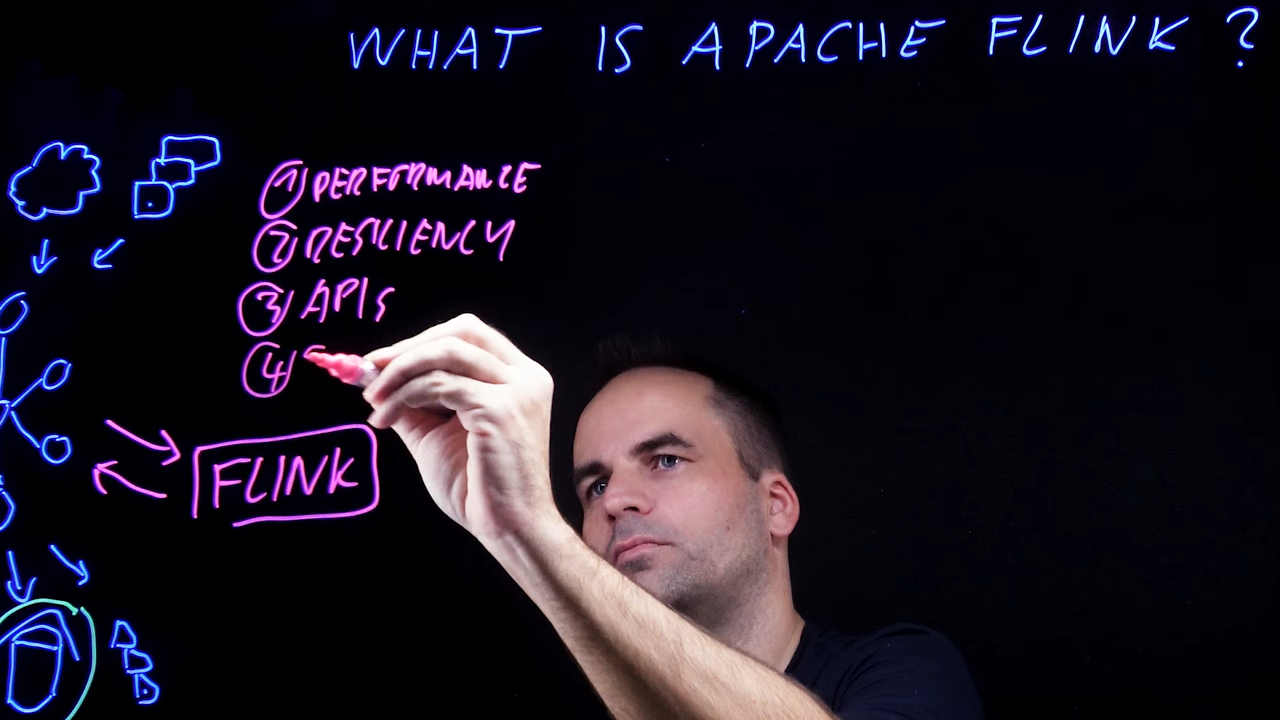 WHAT IS APACHE FLINK ?
1 PERFORMANCE
2 RESILIENCY
3 APIs
4
FLINK